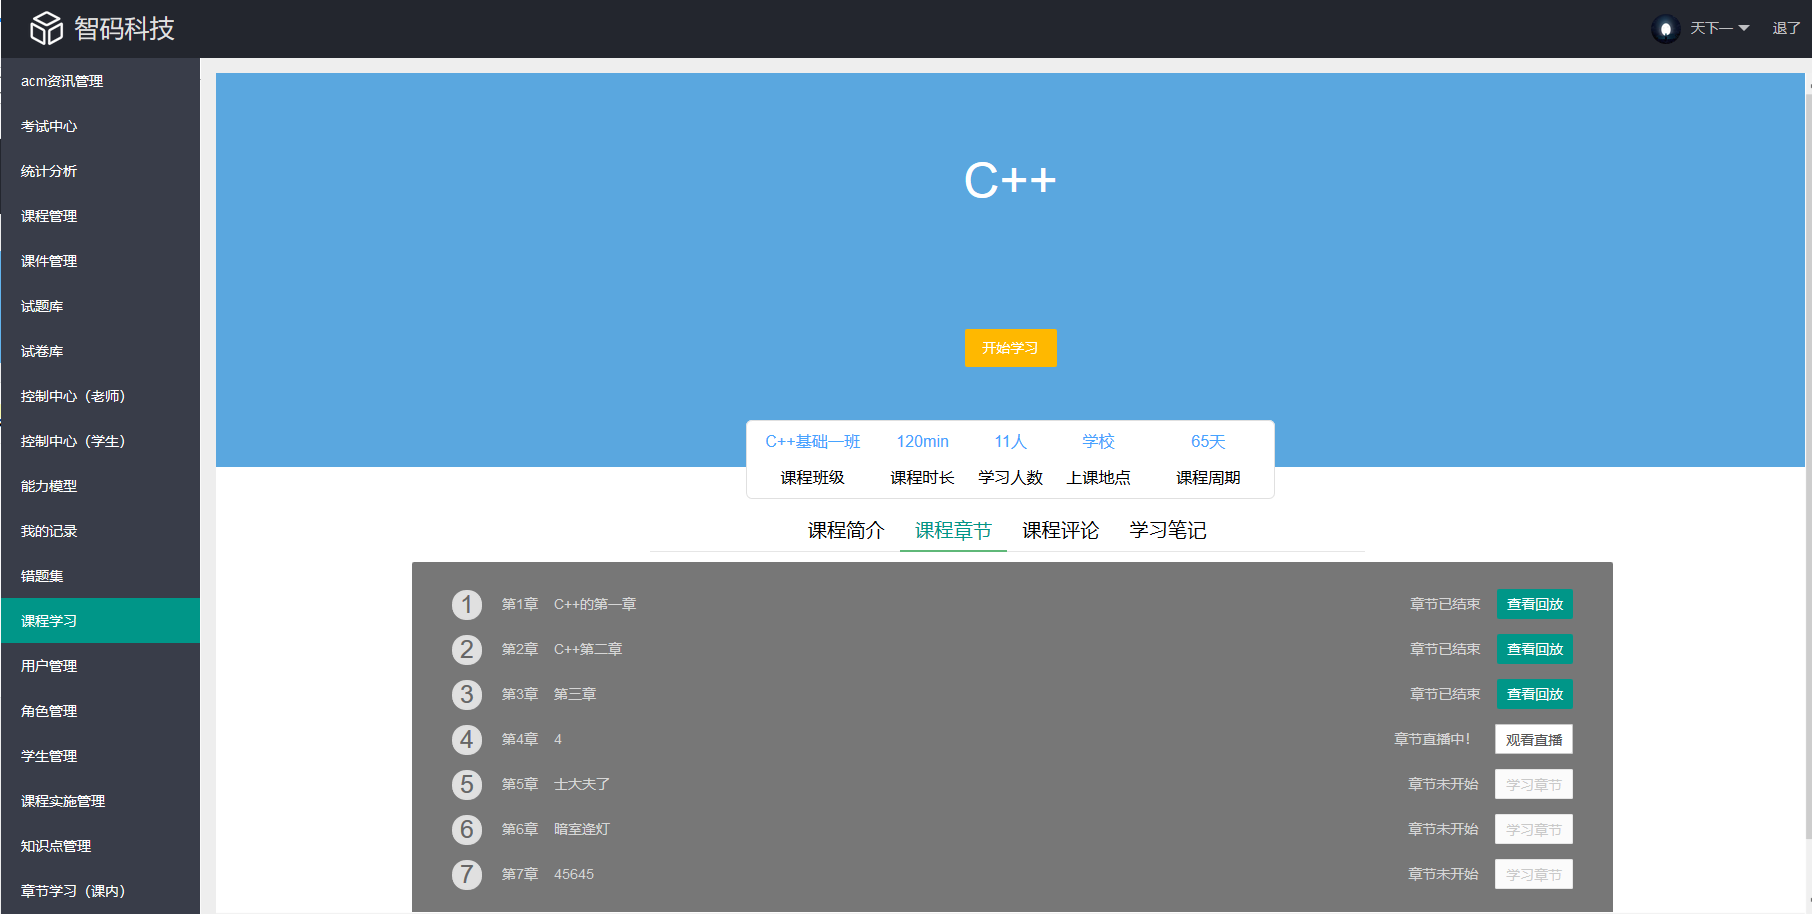 智码科技
天下一
退了
acm资讯管理
考试中心
统计分析
课程管理
课件管理
试题库
试卷库
控制中心（老师）
控制中心（学生）
能力模型
我的记录
错题集
课程学习
用户管理
角色管理
学生管理
课程实施管理
知识点管理
章节学习（课内）
C++
开始学习
C++基础一班 120min 11人 学校 65天
课程班级 课程时长 学习人数 上课地点 课程周期
课程简介 课程章节 课程评论 学习笔记
1 第1章 C++的第一章 章节已结束 查看回放
2 第2章 C++第二章 章节已结束 查看回放
3 第3章 第三章 章节已结束 查看回放
4 第4章 4 章节直播中！ 观看直播
5 第5章 士大夫了 章节未开始 学习章节
6 第6章 暗室逢灯 章节未开始 学习章节
7 第7章 45645 章节未开始 学习章节